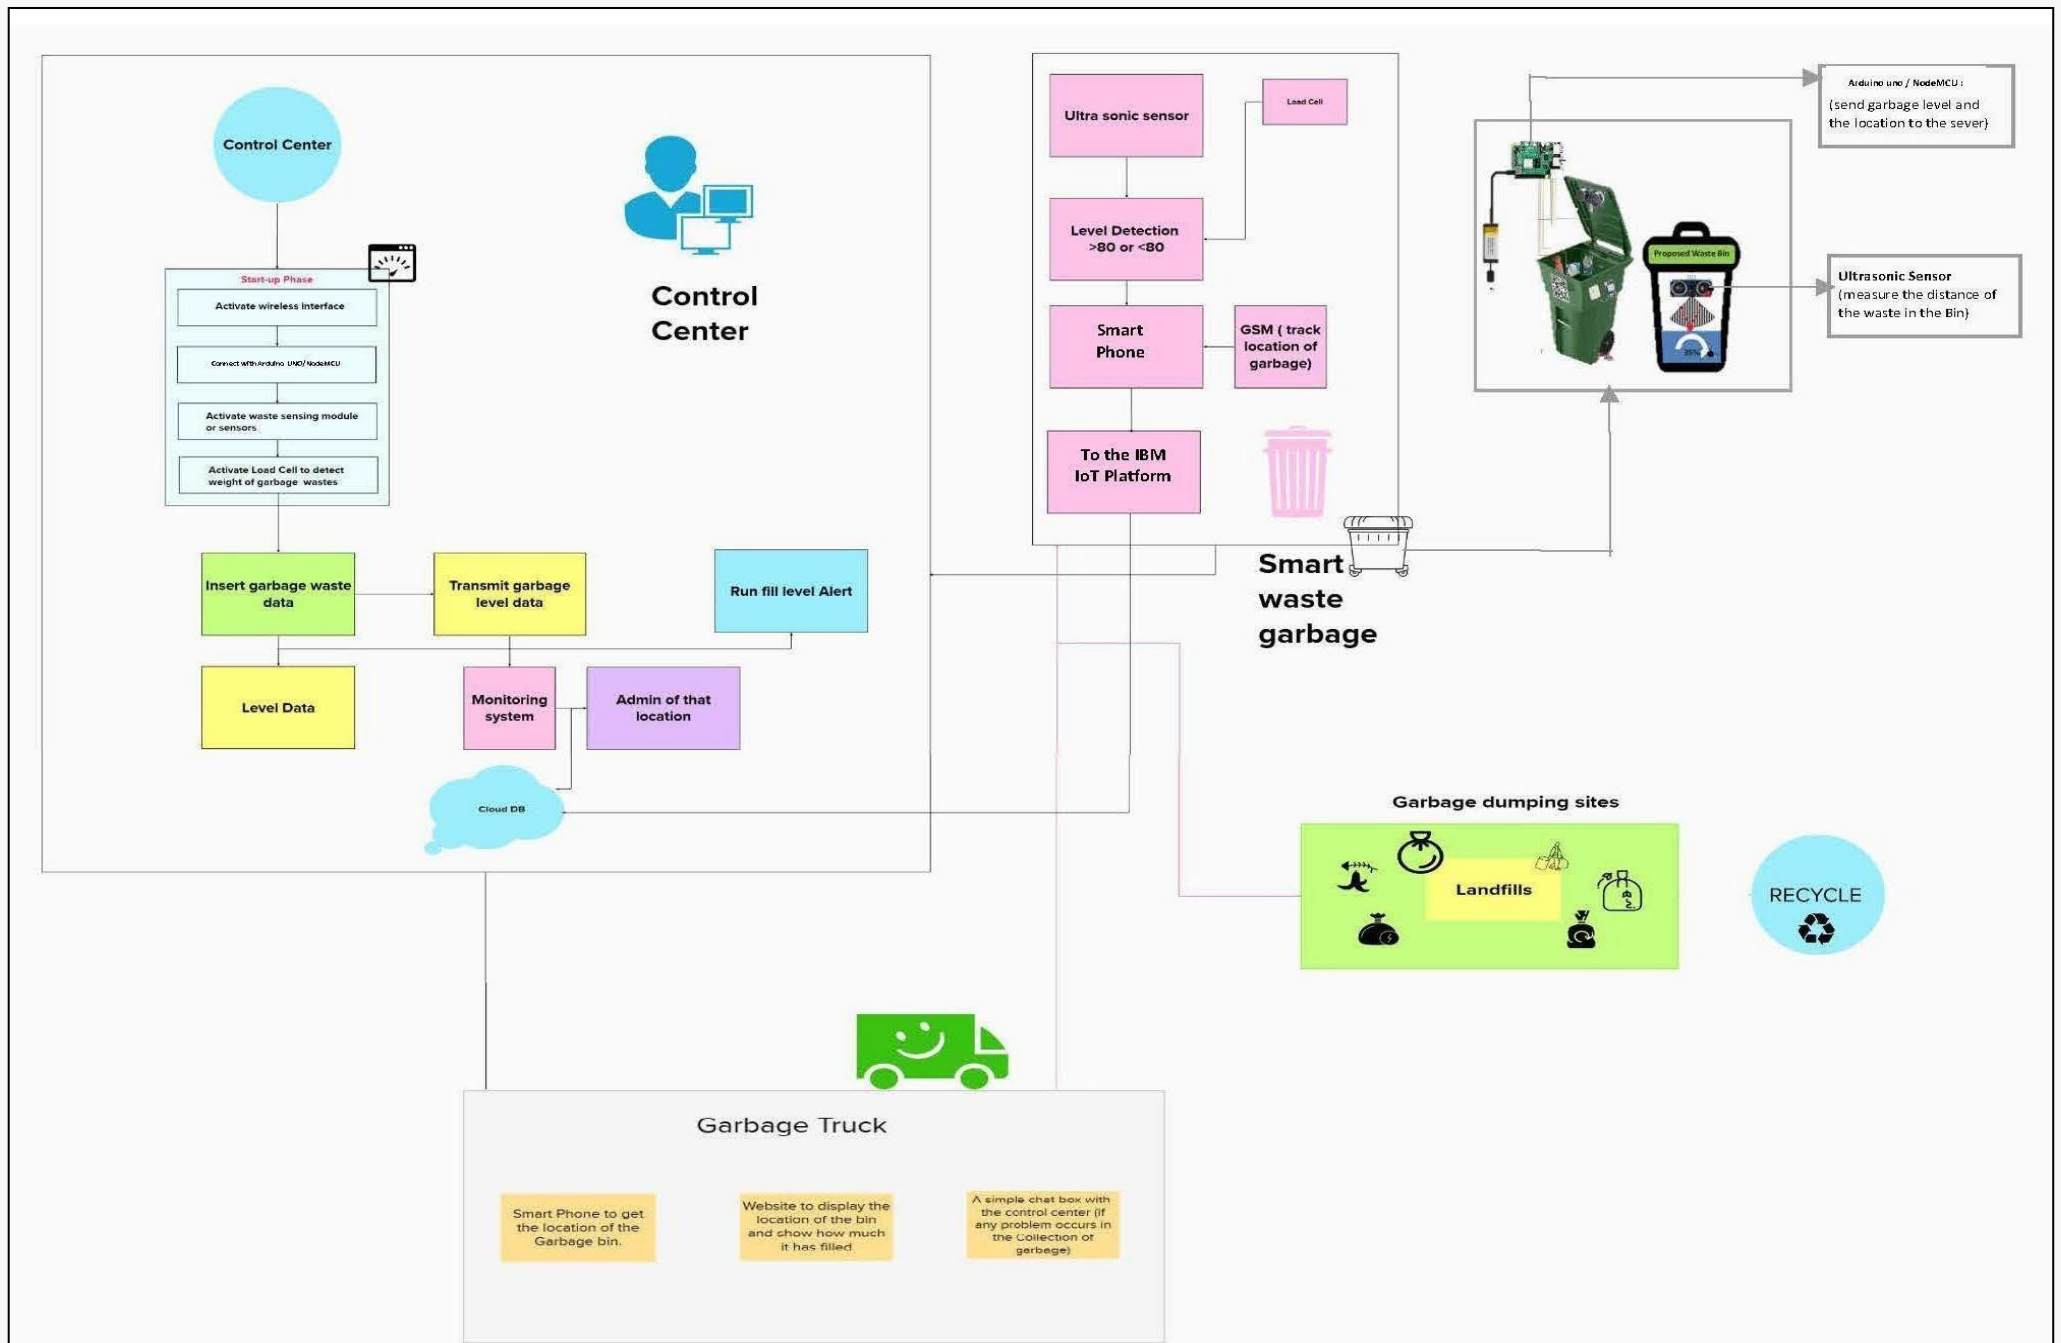 Control Center
Start-up Phase
Activate wireless interface
Connect with Arduino UNO/ NodeMCU
Activate waste sensing module
or sensors
Activate Load Cell to detect
weight of garbage wastes
Control
Center
Insert garbage waste
data
Transmit garbage
level data
Run fill level Alert
Level Data
Monitoring
system
Admin of that
location
Cloud DB
Ultra sonic sensor
Load Cell
Level Detection
>80 or <80
Smart
Phone
GSM ( track
location of
garbage)
To the IBM
IoT Platform
Smart
waste
garbage
Arduino uno / NodeMCU :
(send garbage level and
the location to the sever)
Proposed Waste Bin
35%
Ultrasonic Sensor
(measure the distance of
the waste in the Bin)
Garbage dumping sites
Landfills
RECYCLE
Garbage Truck
Smart Phone to get
the location of the
Garbage bin.
Website to display the
location of the bin
and show how much
it has filled
A simple chat box with
the control center (if
any problem occurs in
the Collection of
garbage)